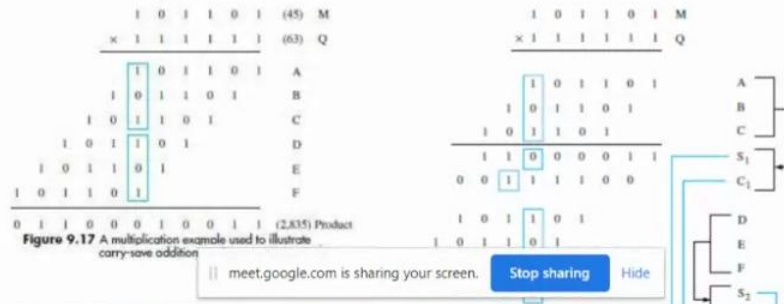 1 0 1 1 0 1 (45) M
× 1 1 1 1 1 1 (63) Q
1 0 1 1 0 1 A
1 0 1 1 0 1 B
1 0 1 1 0 1 C
1 0 1 1 0 1 D
1 0 1 1 0 1 E
1 0 1 1 0 1 F
0 1 1 0 0 0 1 0 0 1 1 (2,835) Product
Figure 9.17 A multiplication example used to illustrate
carry-save addition
1 0 1 1 0 1 M
× 1 1 1 1 1 1 Q
1 0 1 1 0 1 A
1 0 1 1 0 1 B
1 0 1 1 0 1 C
1 1 0 0 0 0 1 1 S1
0 0 1 1 1 1 0 0 C1
1 0 1 1 0 1 D
1 0 1 1 0 1 E
F
S2
meet.google.com is sharing your screen. Stop sharing Hide